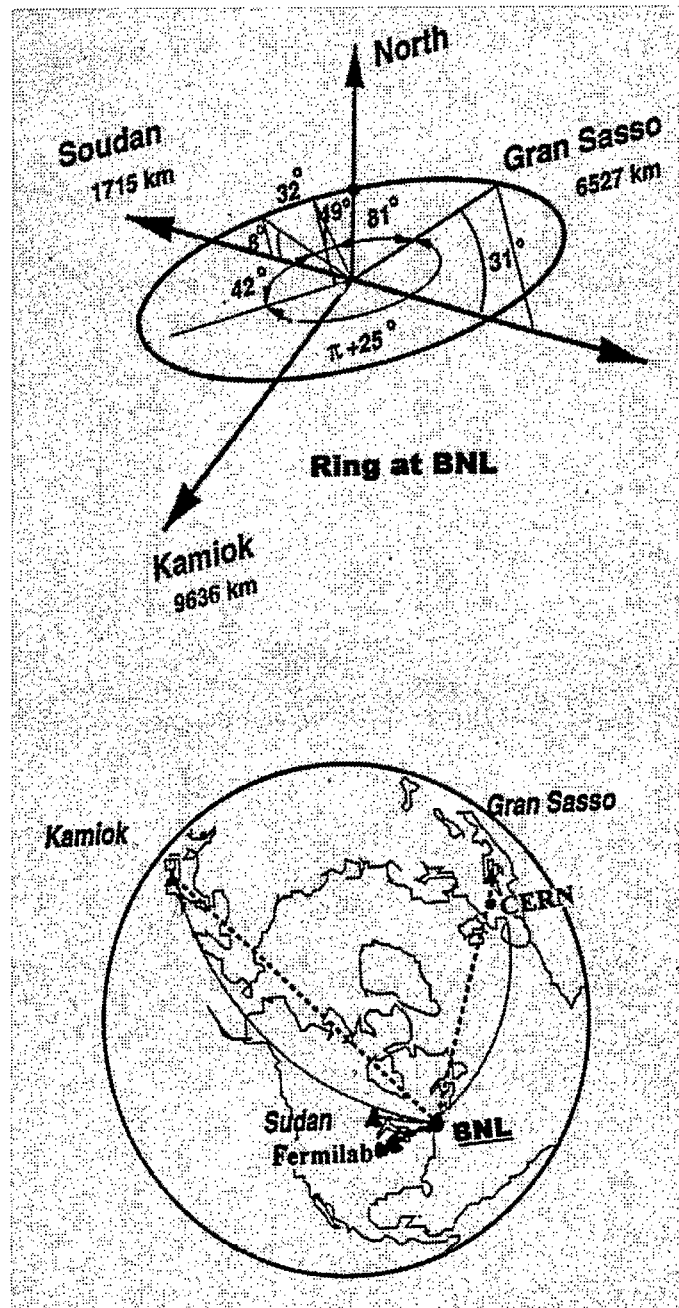 North
Soudan
1715 km
Gran Sasso
6527 km
32°
49°
81°
8°
31°
42°
π+25°
Ring at BNL
Kamiok
9636 km
Gran Sasso
Kamiok
CERN
Sudan
BNL
Fermilab